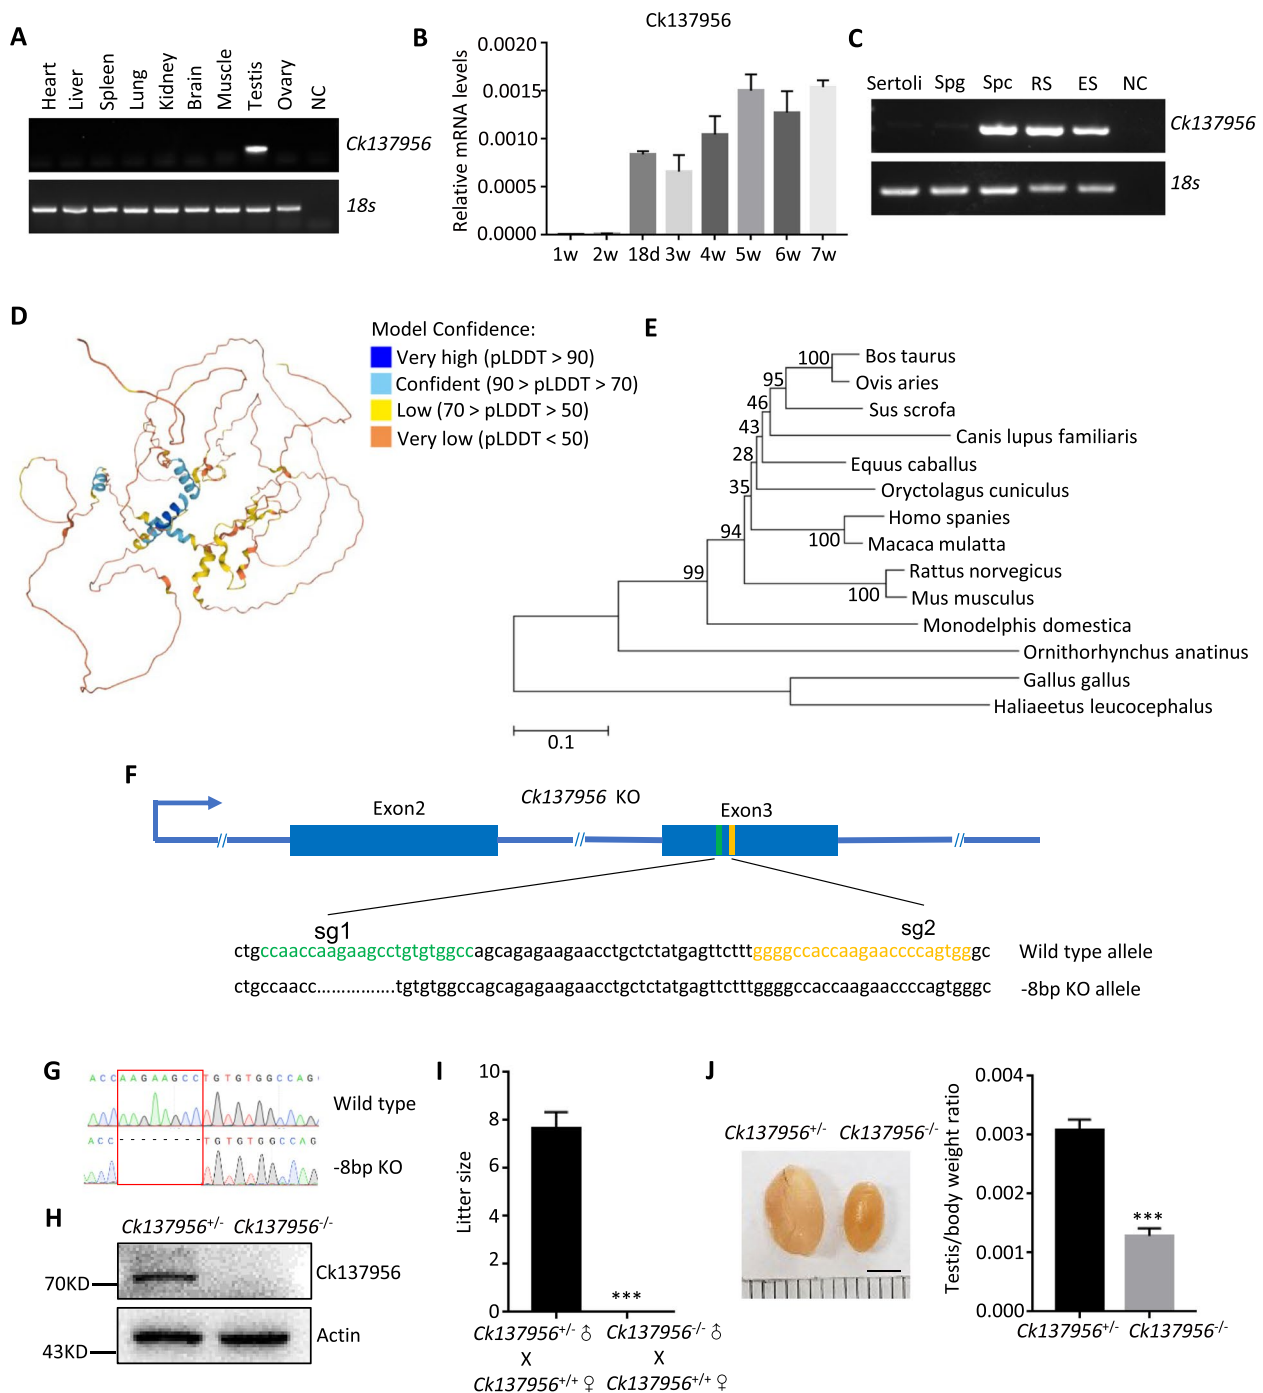 A
Heart
Liver
Spleen
Lung
Kidney
Brain
Muscle
Testis
Ovary
NC
Ck137956
18s
B
Ck137956
Relative mRNA levels
0.0020
0.0015
0.0010
0.0005
0.0000
1w 2w 18d 3w 4w 5w 6w 7w
C
Sertoli Spg Spc RS ES NC
Ck137956
18s
D
Model Confidence:
Very high (pLDDT > 90)
Confident (90 > pLDDT > 70)
Low (70 > pLDDT > 50)
Very low (pLDDT < 50)
E
100 Bos taurus
Ovis aries
95
Sus scrofa
46
Canis lupus familiaris
43
Equus caballus
28
Oryctolagus cuniculus
35
Homo spanies
100 Macaca mulatta
94
Rattus norvegicus
100 Mus musculus
99
Monodelphis domestica
Ornithorhynchus anatinus
Gallus gallus
Haliaeetus leucocephalus
0.1
F
Ck137956 KO
Exon2
Exon3
// // //
sg1 sg2
ctgccaaccaagaagcctgtgtggccagcagagaagaacctgctctatgagttctttggggccaccaagaaccccagtgggc Wild type allele
ctgccaacc...............tgtgtggccagcagagaagaacctgctctatgagttctttggggccaccaagaaccccagtgggc -8bp KO allele
G
ACCAAGAAGCCTGTGTGGCCAG
Wild type
ACC--------TGTGTGGCCAG
-8bp KO
H
Ck137956+/- Ck137956-/-
70KD
Ck137956
43KD
Actin
I
Litter size
10
8
6
4
2
0
***
Ck137956+/- ♂ Ck137956-/- ♂
X X
Ck137956+/+ ♀ Ck137956+/+ ♀
J
Ck137956+/- Ck137956-/-
Testis/body weight ratio
0.004
0.003
0.002
0.001
0.000
***
Ck137956+/- Ck137956-/-